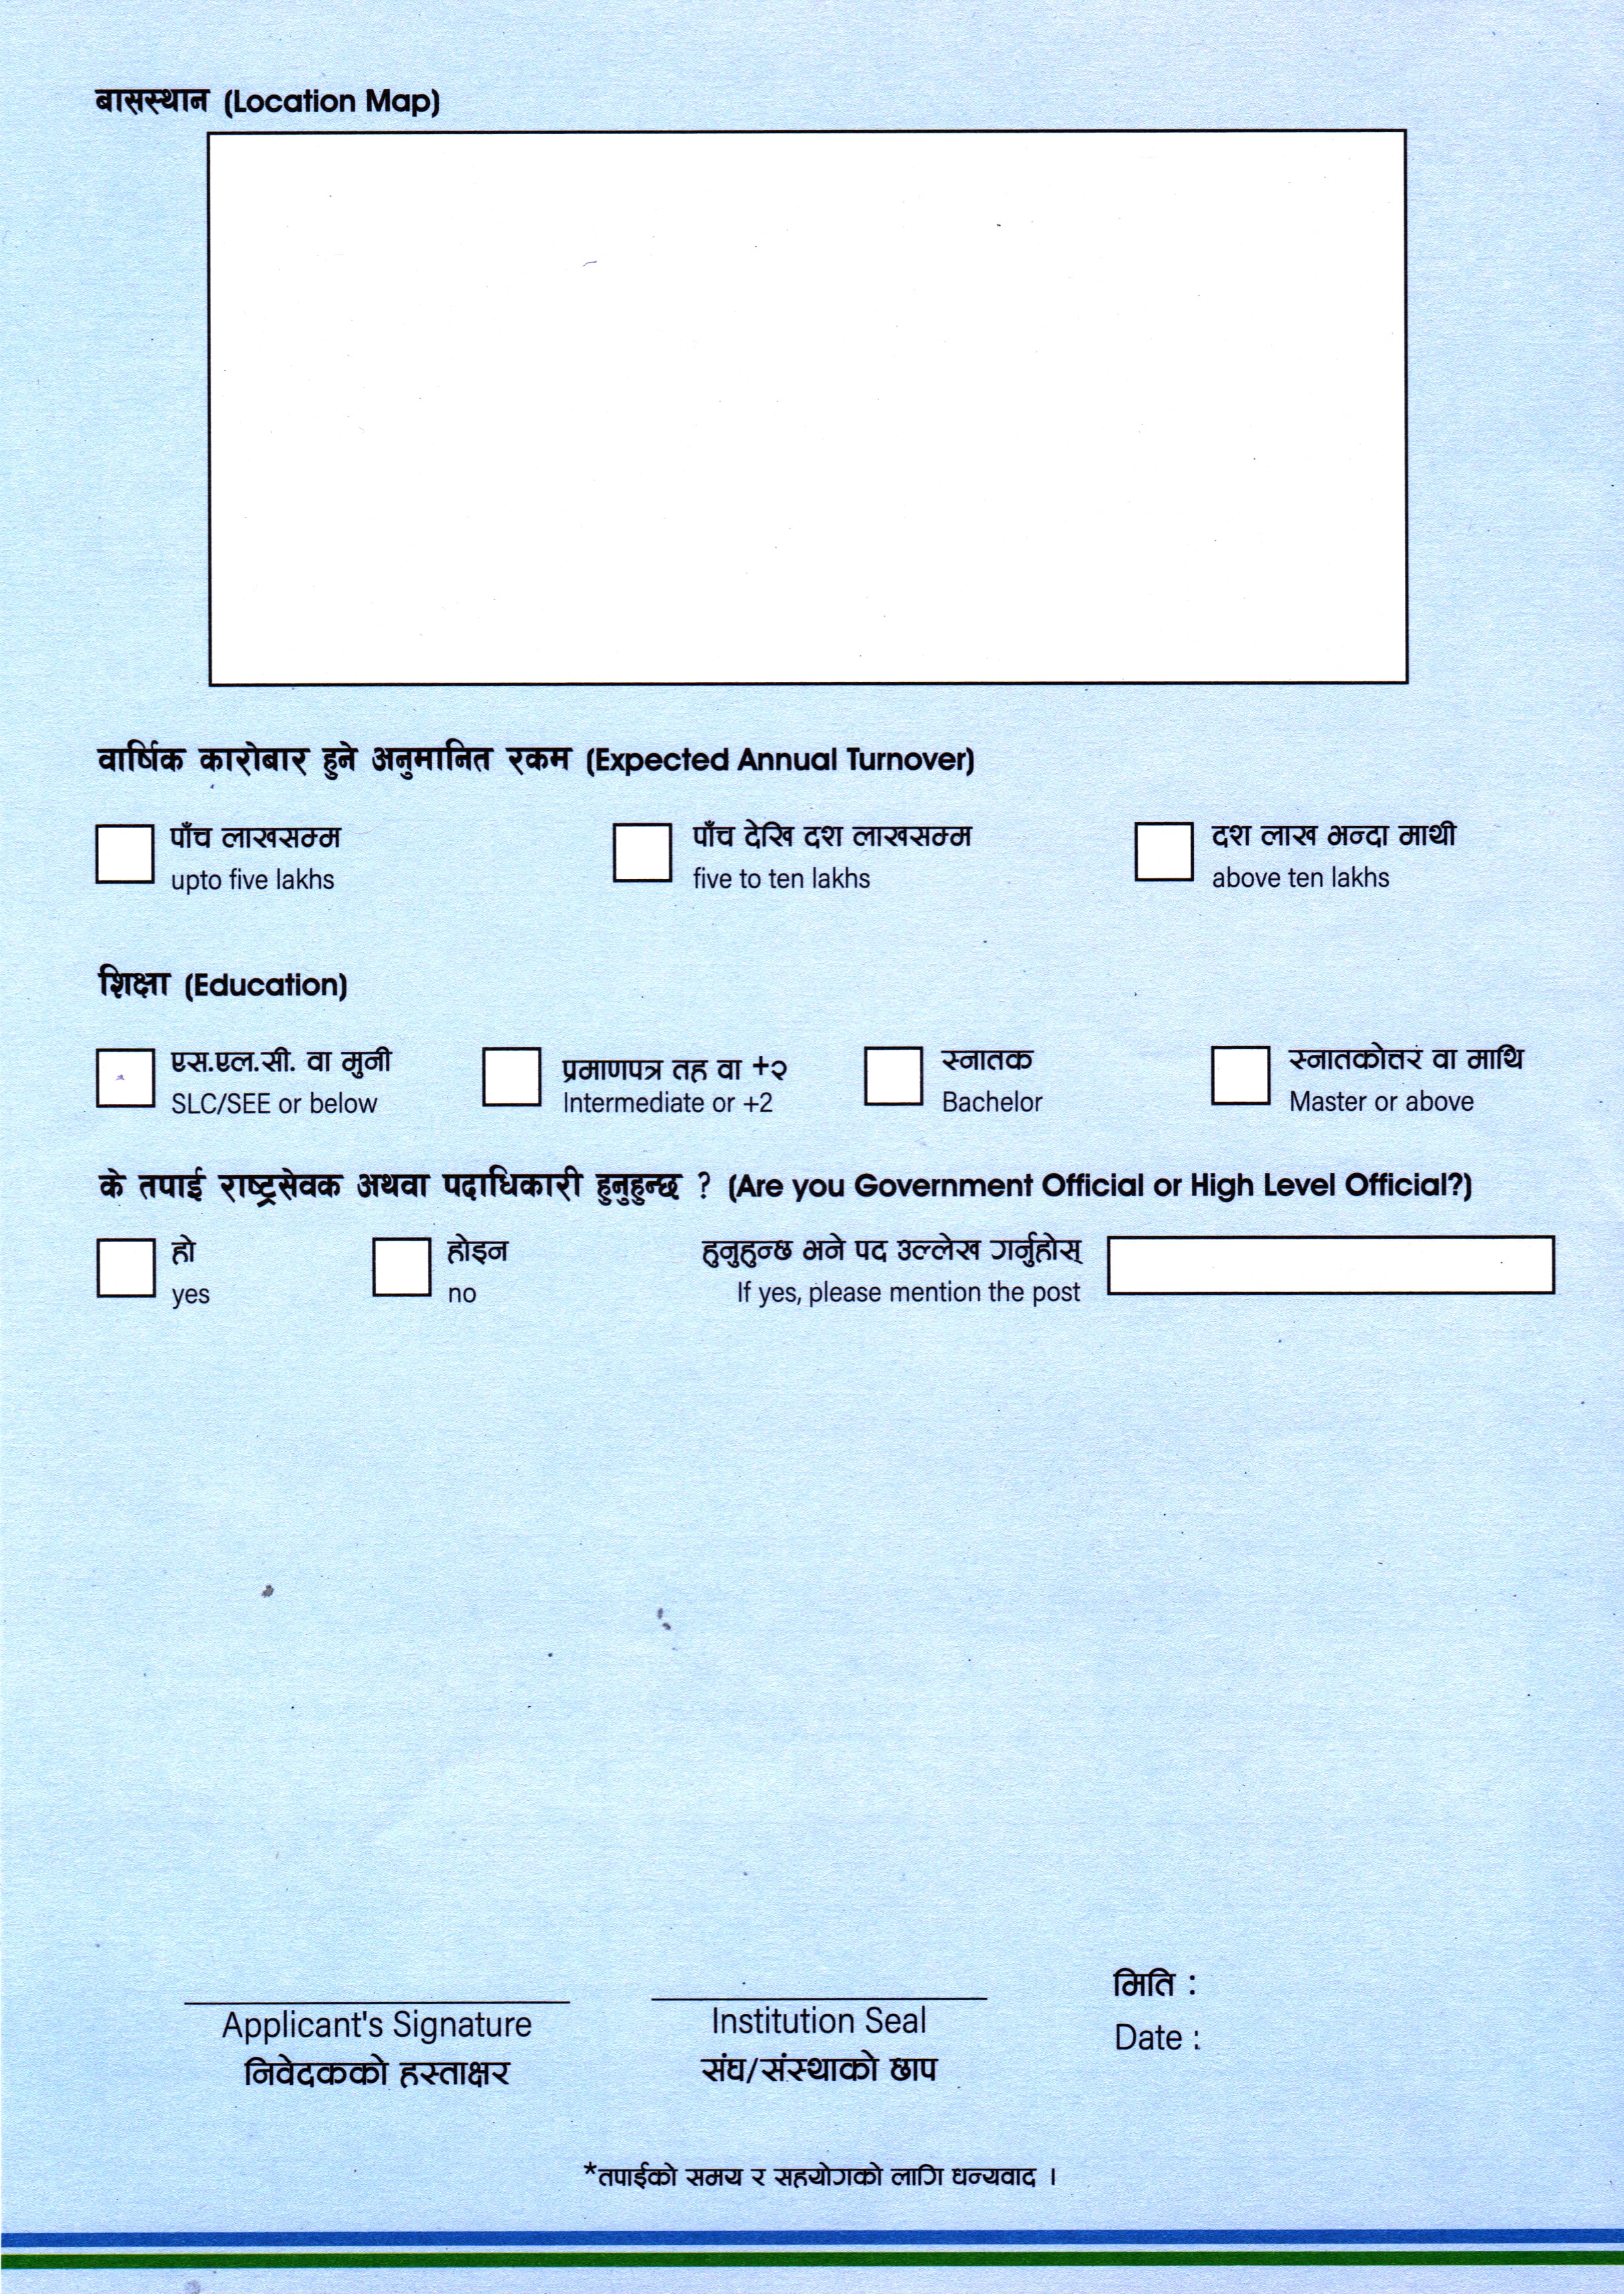 बासस्थान (Location Map)
वार्षिक कारोबार हुने अनुमानित रकम (Expected Annual Turnover)
पाँच लाखसम्म
upto five lakhs
पाँच देखि दश लाखसम्म
five to ten lakhs
दश लाख भन्दा माथी
above ten lakhs
शिक्षा (Education)
एस.एल.सी. वा मुनी
SLC/SEE or below
प्रमाणपत्र तह वा +२
Intermediate or +2
स्नातक
Bachelor
स्नातकोत्तर वा माथि
Master or above
के तपाई राष्ट्रसेवक अथवा पदाधिकारी हुनुहुन्छ ? (Are you Government Official or High Level Official?)
हो
yes
होइन
no
हुनुहुन्छ भने पद उल्लेख गर्नुहोस्
If yes, please mention the post
Applicant's Signature
निवेदकको हस्ताक्षर
Institution Seal
संघ/संस्थाको छाप
मिति :
Date :
*तपाईको समय र सहयोगको लागि धन्यवाद ।